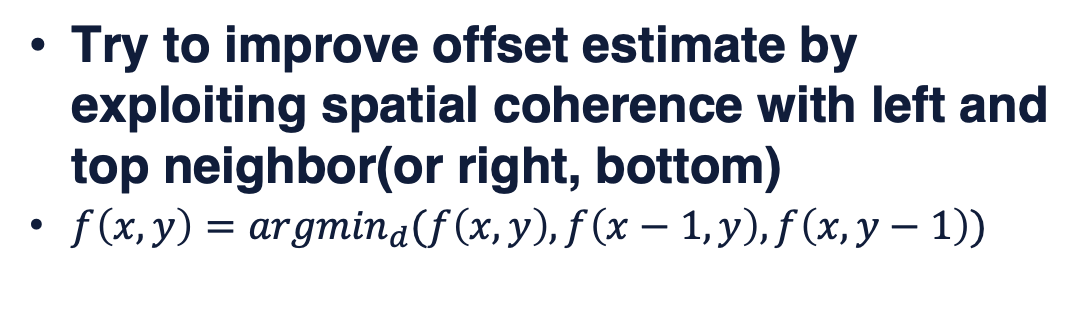 • Try to improve offset estimate by
exploiting spatial coherence with left and
top neighbor(or right, bottom)
• f(x, y) = argmin_d(f(x, y), f(x − 1, y), f(x, y − 1))